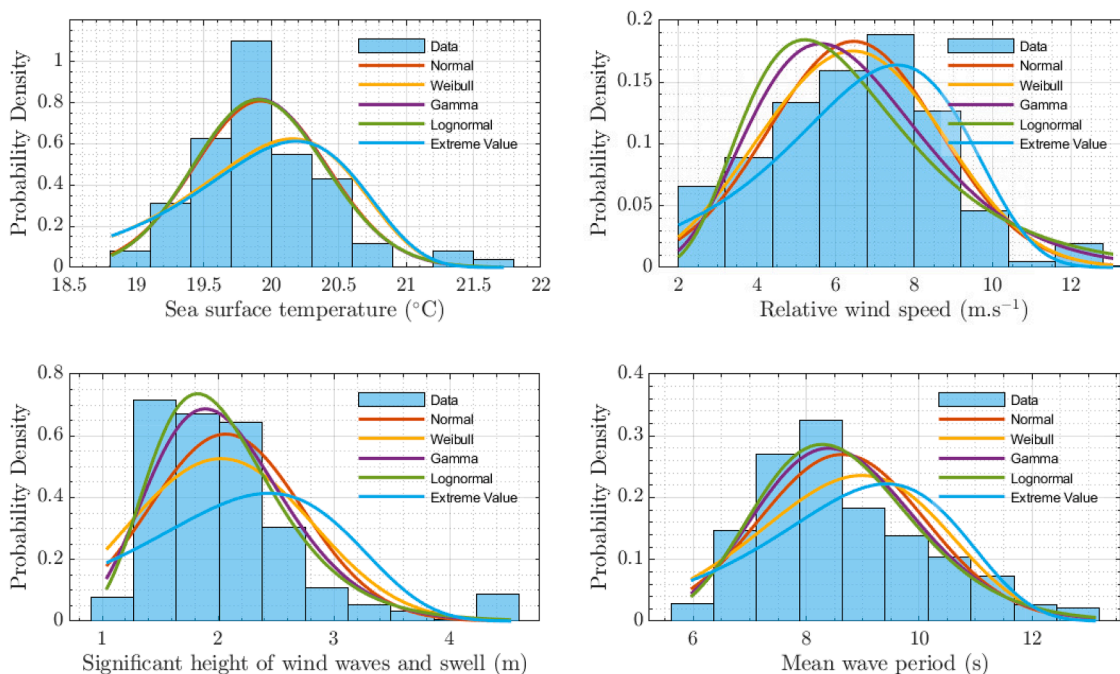 Probability Density
1
0.8
0.6
0.4
0.2
0
18.5 19 19.5 20 20.5 21 21.5 22
Sea surface temperature (°C)
Data
Normal
Weibull
Gamma
Lognormal
Extreme Value
Probability Density
0.2
0.15
0.1
0.05
0
2 4 6 8 10 12
Relative wind speed (m.s⁻¹)
Data
Normal
Weibull
Gamma
Lognormal
Extreme Value
Probability Density
0.8
0.6
0.4
0.2
0
1 2 3 4
Significant height of wind waves and swell (m)
Data
Normal
Weibull
Gamma
Lognormal
Extreme Value
Probability Density
0.4
0.3
0.2
0.1
0
6 8 10 12
Mean wave period (s)
Data
Normal
Weibull
Gamma
Lognormal
Extreme Value